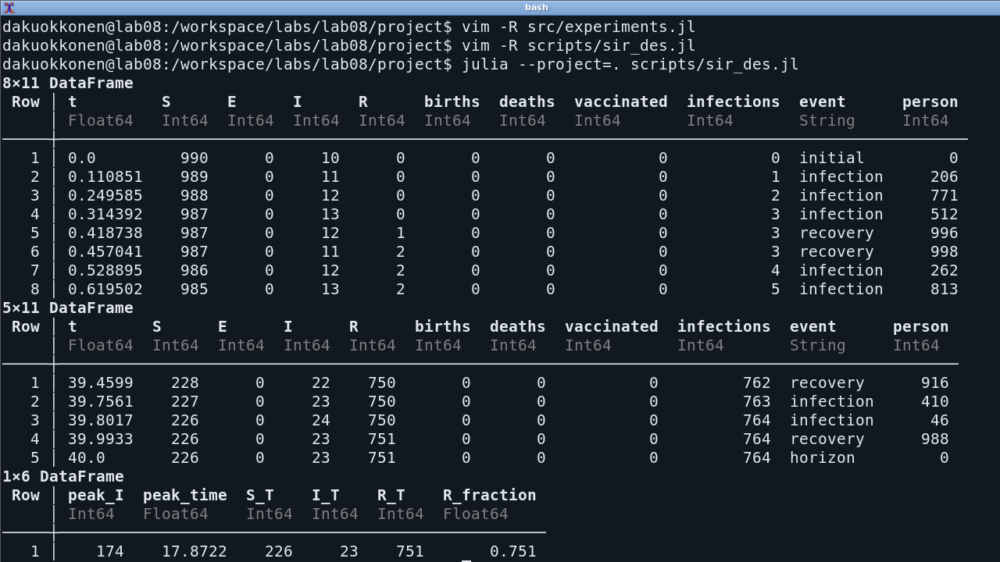 bash
dakuokkonen@lab08:/workspace/labs/lab08/project$ vim -R src/experiments.jl
dakuokkonen@lab08:/workspace/labs/lab08/project$ vim -R scripts/sir_des.jl
dakuokkonen@lab08:/workspace/labs/lab08/project$ julia --project=. scripts/sir_des.jl
8×11 DataFrame
Row │ t S E I R births deaths vaccinated infections event person
│ Float64 Int64 Int64 Int64 Int64 Int64 Int64 Int64 Int64 String Int64
1 │ 0.0 990 0 10 0 0 0 0 0 initial 0
2 │ 0.110851 989 0 11 0 0 0 0 1 infection 206
3 │ 0.249585 988 0 12 0 0 0 0 2 infection 771
4 │ 0.314392 987 0 13 0 0 0 0 3 infection 512
5 │ 0.418738 987 0 12 1 0 0 0 3 recovery 996
6 │ 0.457041 987 0 11 2 0 0 0 3 recovery 998
7 │ 0.528895 986 0 12 2 0 0 0 4 infection 262
8 │ 0.619502 985 0 13 2 0 0 0 5 infection 813
5×11 DataFrame
Row │ t S E I R births deaths vaccinated infections event person
│ Float64 Int64 Int64 Int64 Int64 Int64 Int64 Int64 Int64 String Int64
1 │ 39.4599 228 0 22 750 0 0 0 762 recovery 916
2 │ 39.7561 227 0 23 750 0 0 0 763 infection 410
3 │ 39.8017 226 0 24 750 0 0 0 764 infection 46
4 │ 39.9933 226 0 23 751 0 0 0 764 recovery 988
5 │ 40.0 226 0 23 751 0 0 0 764 horizon 0
1×6 DataFrame
Row │ peak_I peak_time S_T I_T R_T R_fraction
│ Int64 Float64 Int64 Int64 Int64 Float64
1 │ 174 17.8722 226 23 751 0.751